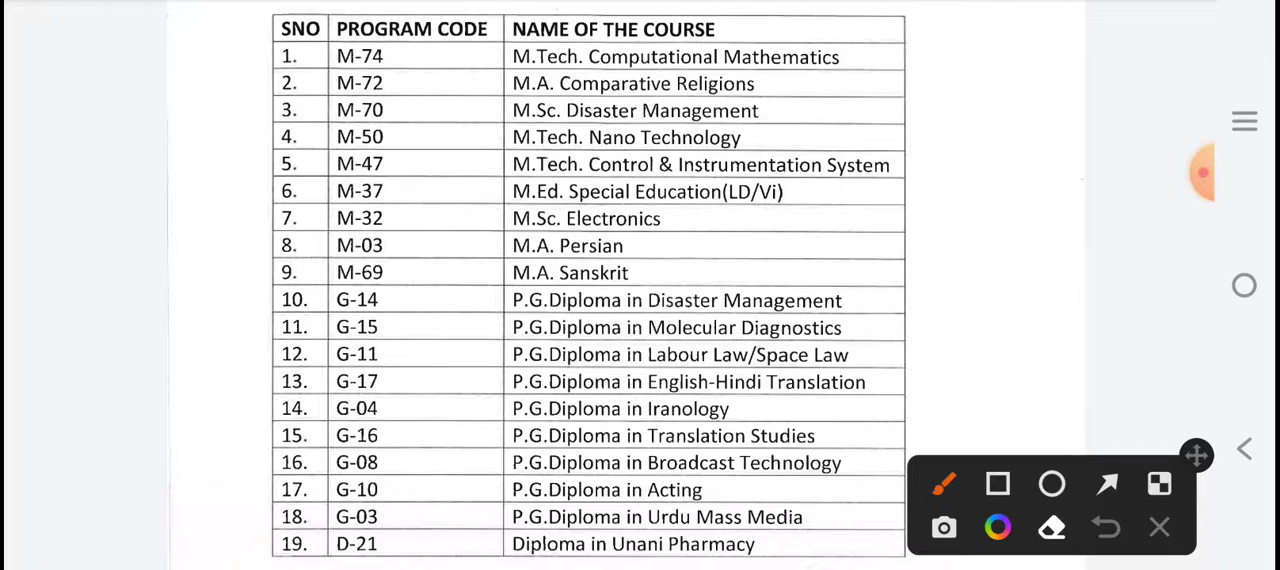 SNO PROGRAM CODE NAME OF THE COURSE
1. M-74 M.Tech. Computational Mathematics
2. M-72 M.A. Comparative Religions
3. M-70 M.Sc. Disaster Management
4. M-50 M.Tech. Nano Technology
5. M-47 M.Tech. Control & Instrumentation System
6. M-37 M.Ed. Special Education(LD/Vi)
7. M-32 M.Sc. Electronics
8. M-03 M.A. Persian
9. M-69 M.A. Sanskrit
10. G-14 P.G.Diploma in Disaster Management
11. G-15 P.G.Diploma in Molecular Diagnostics
12. G-11 P.G.Diploma in Labour Law/Space Law
13. G-17 P.G.Diploma in English-Hindi Translation
14. G-04 P.G.Diploma in Iranology
15. G-16 P.G.Diploma in Translation Studies
16. G-08 P.G.Diploma in Broadcast Technology
17. G-10 P.G.Diploma in Acting
18. G-03 P.G.Diploma in Urdu Mass Media
19. D-21 Diploma in Unani Pharmacy